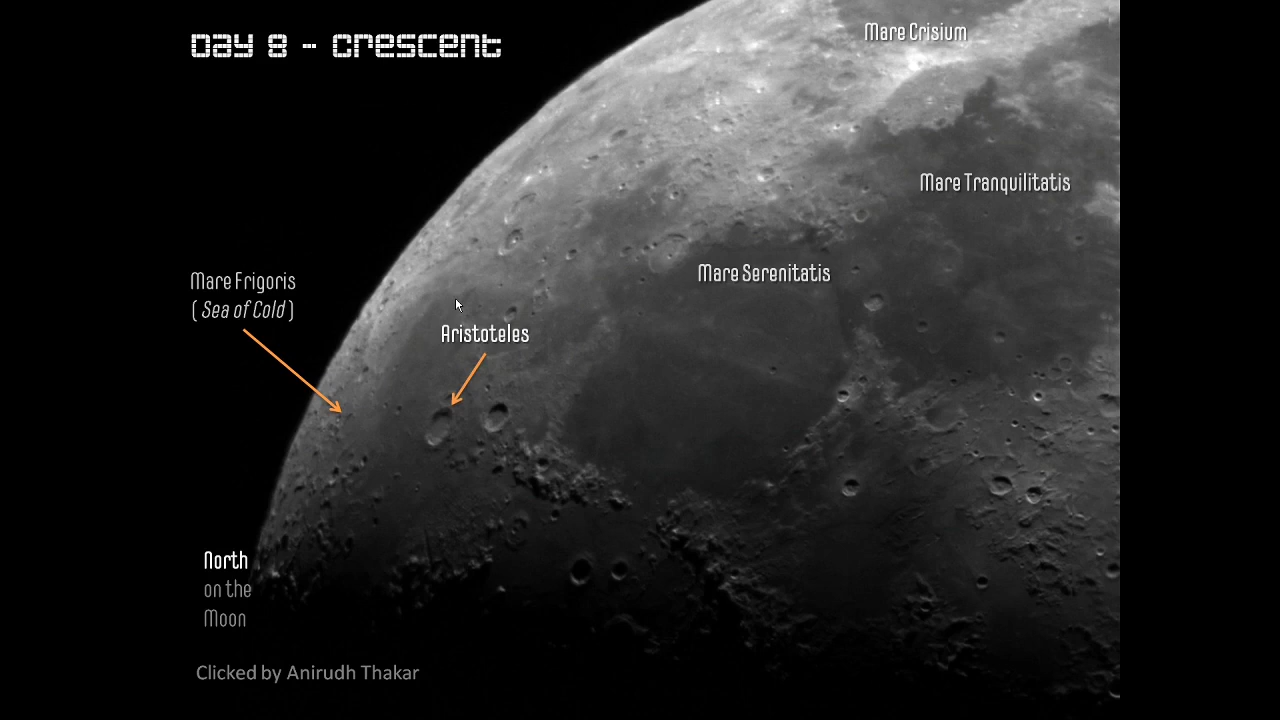 Day 8 - Crescent
Mare Crisium
Mare Tranquilitatis
Mare Serenitatis
Mare Frigoris
( Sea of Cold )
Aristoteles
North
on the
Moon
Clicked by Anirudh Thakar